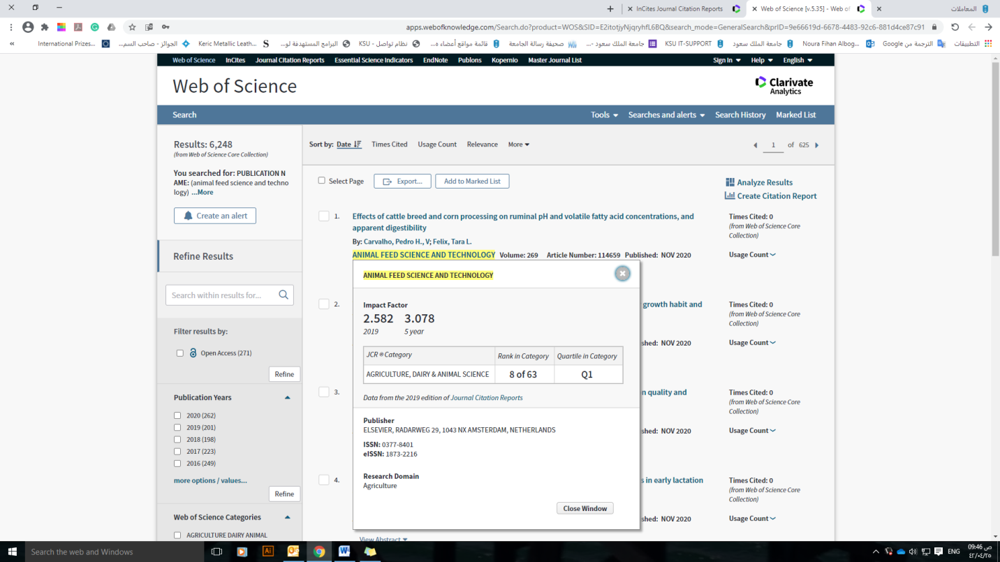 InCites Journal Citation Reports
Web of Science [v.5.35] - Web of
المعاملات
apps.webofknowledge.com/Search.do?product=WOS&SID=E2itotjyNjqryhfL6BQ&search_mode=GeneralSearch&prID=9e66619d-6678-4483-92c6-881d4ce87c91
«
International Prizes...
الجوائز - صاحب السم...
Keric Metallic Leath...
البرامج المستهدفة لو...
KSU - نظام تواصل
قائمة مواقع أعضاء ه...
صحيفة رسالة الجامعة
جامعة الملك سعود -...
KSU IT-SUPPORT
جامعة الملك سعود
Noura Fihan Albog...
الترجمة من Google
التطبيقات
Web of Science InCites Journal Citation Reports Essential Science Indicators EndNote Publons Kopernio Master Journal List
Sign In Help English
Web of Science
Clarivate
Analytics
Search
Tools Searches and alerts Search History Marked List
Results: 6,248
(from Web of Science Core Collection)
You searched for: PUBLICATION N
AME: (animal feed science and techno
logy) ...More
Create an alert
Refine Results
Search within results for...
Filter results by:
Open Access (271)
Refine
Publication Years
2020 (262)
2019 (201)
2018 (198)
2017 (223)
2016 (249)
more options / values...
Refine
Web of Science Categories
AGRICULTURE DAIRY ANIMAL
Sort by: Date Times Cited Usage Count Relevance More
1 of 625
Select Page Export... Add to Marked List
Analyze Results
Create Citation Report
1. Effects of cattle breed and corn processing on ruminal pH and volatile fatty acid concentrations, and
apparent digestibility
By: Carvalho, Pedro H., V; Felix, Tara L.
ANIMAL FEED SCIENCE AND TECHNOLOGY Volume: 269 Article Number: 114659 Published: NOV 2020
Times Cited: 0
(from Web of Science Core
Collection)
Usage Count
ANIMAL FEED SCIENCE AND TECHNOLOGY
Impact Factor
2.582 3.078
2019 5 year
JCR ® Category Rank in Category Quartile in Category
AGRICULTURE, DAIRY & ANIMAL SCIENCE 8 of 63 Q1
Data from the 2019 edition of Journal Citation Reports
Publisher
ELSEVIER, RADARWEG 29, 1043 NX AMSTERDAM, NETHERLANDS
ISSN: 0377-8401
eISSN: 1873-2216
Research Domain
Agriculture
Close Window
2.
growth habit and
shed: NOV 2020
Times Cited: 0
(from Web of Science Core
Collection)
Usage Count
3.
n quality and
shed: NOV 2020
Times Cited: 0
(from Web of Science Core
Collection)
Usage Count
4.
s in early lactation
shed: NOV 2020
Times Cited: 0
(from Web of Science Core
Collection)
Usage Count
View Abstract
Search the web and Windows
ENG
09:46 ص
٤٢/٠٤/٢٥